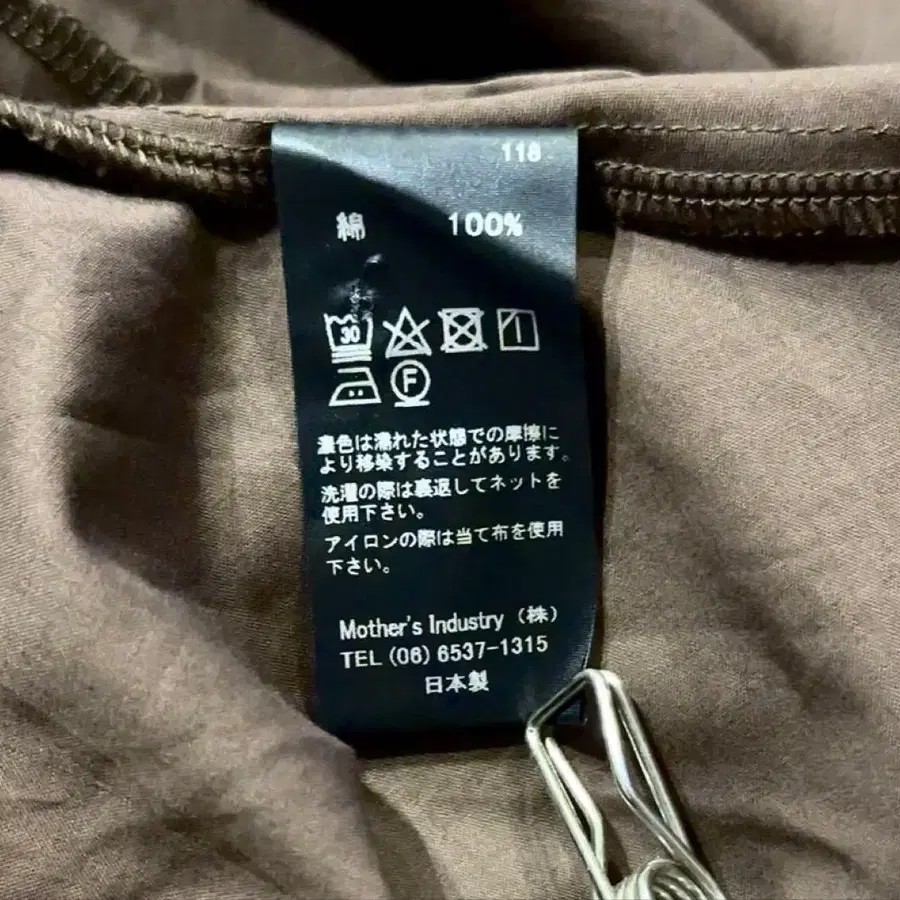 118
綿 100%
30
F
濃色は濡れた状態での摩擦に
より移染することがあります。
洗濯の際は裏返してネットを
使用下さい。
アイロンの際は当て布を使用
下さい。
Mother's Industry (株)
TEL (06) 6537-1315
日本製